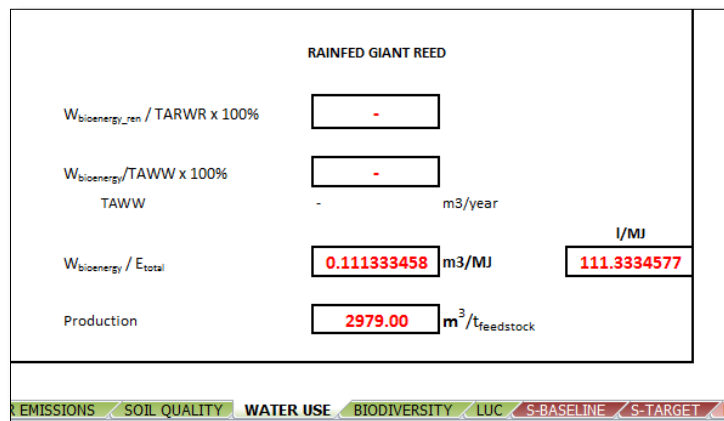 RAINFED GIANT REED
Wbioenergy_ren / TARWR x 100% -
Wbioenergy/TAWW x 100% -
TAWW - m3/year
l/MJ
Wbioenergy / Etotal 0.111333458 m3/MJ 111.3334577
Production 2979.00 m3/tfeedstock
R EMISSIONS SOIL QUALITY WATER USE BIODIVERSITY LUC S-BASELINE S-TARGET